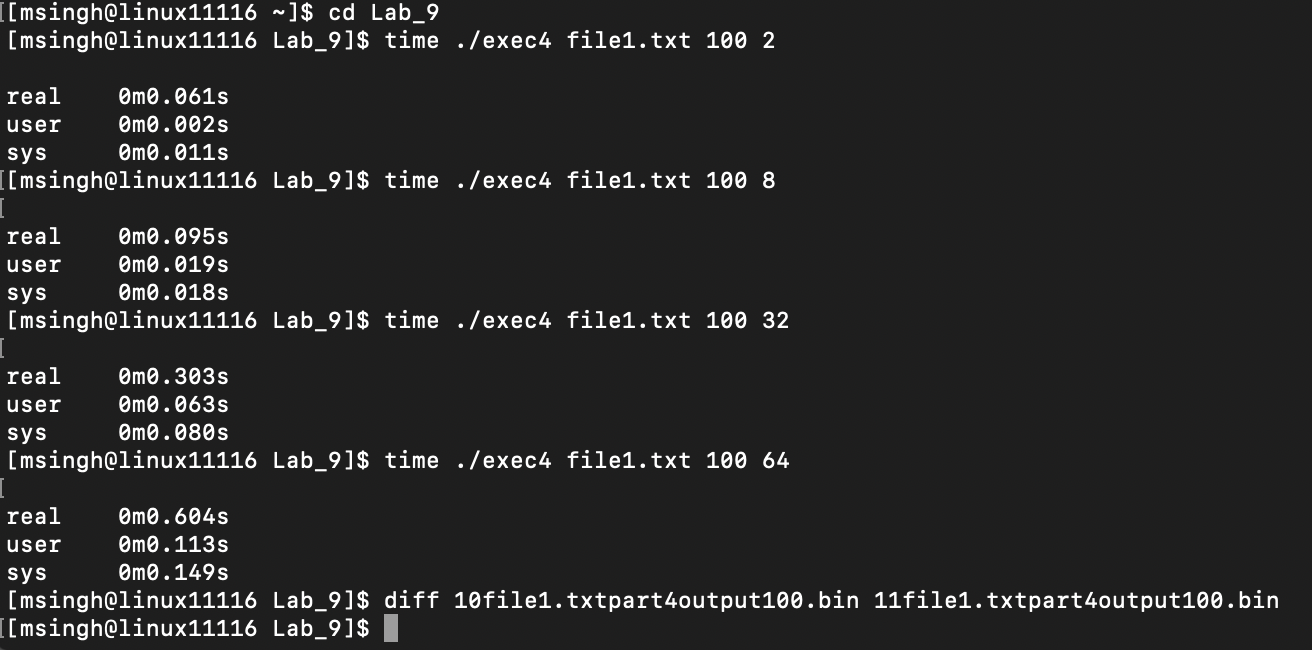 [[msingh@linux11116 ~]$ cd Lab_9
[msingh@linux11116 Lab_9]$ time ./exec4 file1.txt 100 2
real 0m0.061s
user 0m0.002s
sys 0m0.011s
[[msingh@linux11116 Lab_9]$ time ./exec4 file1.txt 100 8
[
real 0m0.095s
user 0m0.019s
sys 0m0.018s
[msingh@linux11116 Lab_9]$ time ./exec4 file1.txt 100 32
[
real 0m0.303s
user 0m0.063s
sys 0m0.080s
[msingh@linux11116 Lab_9]$ time ./exec4 file1.txt 100 64
[
real 0m0.604s
user 0m0.113s
sys 0m0.149s
[msingh@linux11116 Lab_9]$ diff 10file1.txtpart4output100.bin 11file1.txtpart4output100.bin
[[msingh@linux11116 Lab_9]$